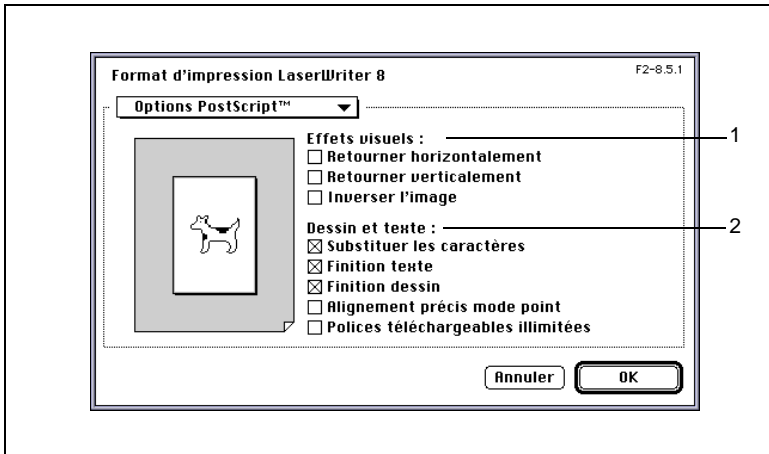 Format d'impression LaserWriter 8
F2-8.5.1
Options PostScript™
Effets visuels :
1
Retourner horizontalement
Retourner verticalement
Inverser l'image
Dessin et texte :
2
Substituer les caractères
Finition texte
Finition dessin
Alignement précis mode point
Polices téléchargeables illimitées
Annuler
OK